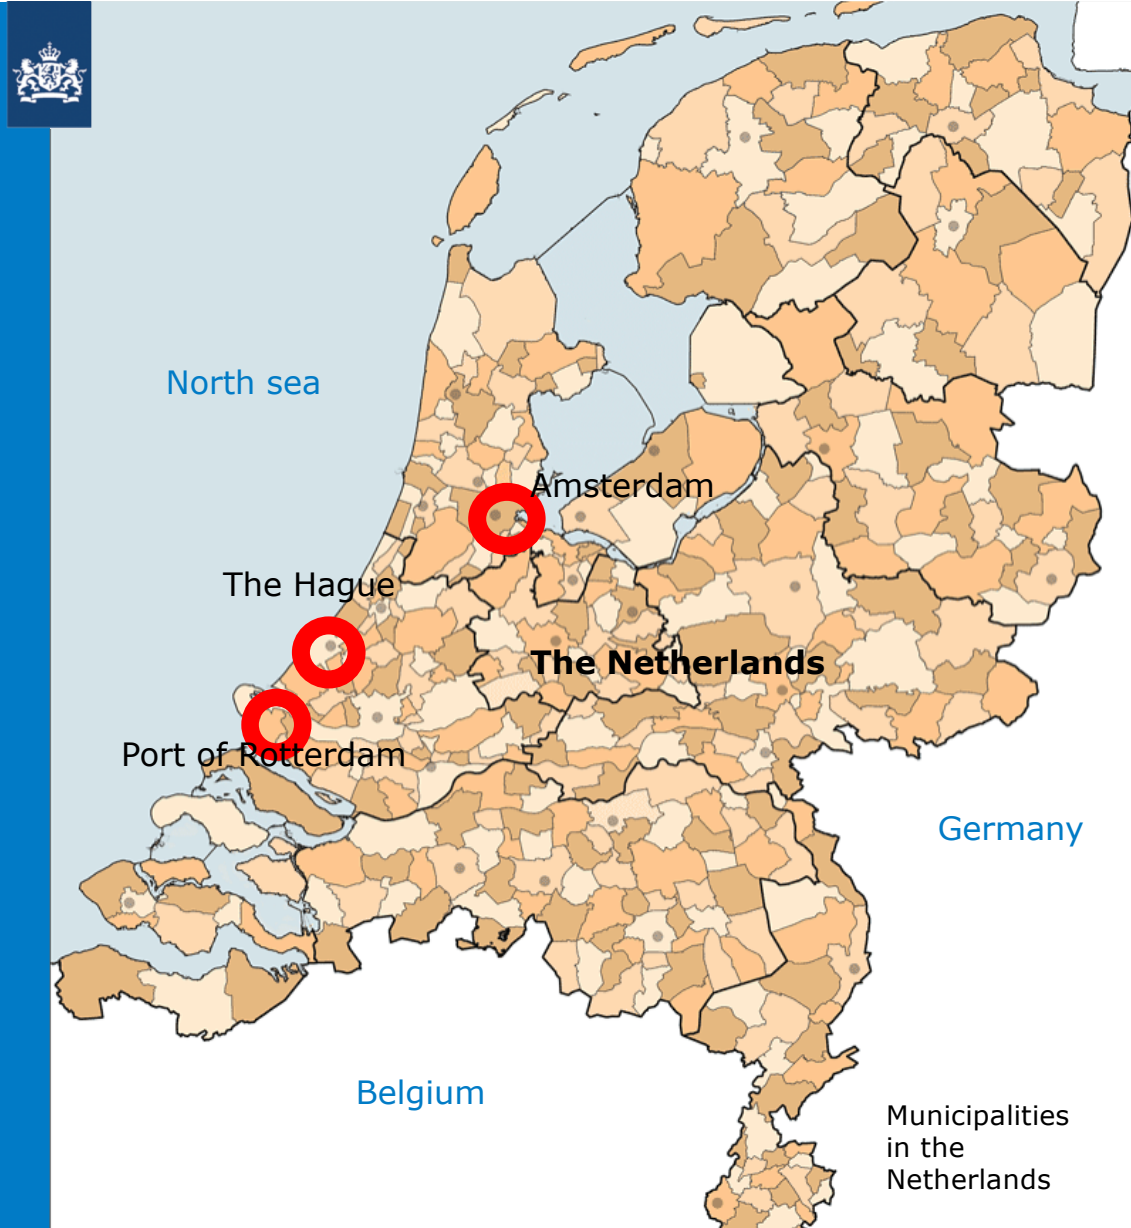 North sea
Amsterdam
The Hague
The Netherlands
Port of Rotterdam
Germany
Belgium
Municipalities
in the
Netherlands